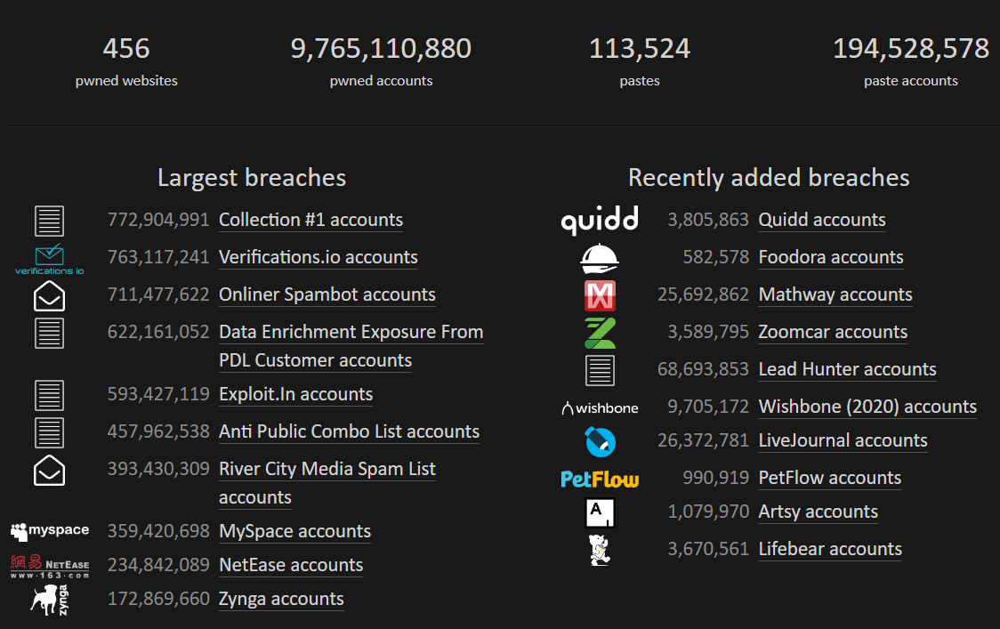 456
pwned websites
9,765,110,880
pwned accounts
113,524
pastes
194,528,578
paste accounts
Largest breaches
772,904,991 Collection #1 accounts
verifications io
763,117,241 Verifications.io accounts
711,477,622 Onliner Spambot accounts
622,161,052 Data Enrichment Exposure From
PDL Customer accounts
593,427,119 Exploit.In accounts
457,962,538 Anti Public Combo List accounts
393,430,309 River City Media Spam List
accounts
myspace 359,420,698 MySpace accounts
網易 NETEASE
www.163.com
234,842,089 NetEase accounts
zynga 172,869,660 Zynga accounts
Recently added breaches
quidd 3,805,863 Quidd accounts
582,578 Foodora accounts
M 25,692,862 Mathway accounts
3,589,795 Zoomcar accounts
68,693,853 Lead Hunter accounts
wishbone 9,705,172 Wishbone (2020) accounts
26,372,781 LiveJournal accounts
PetFlow 990,919 PetFlow accounts
A 1,079,970 Artsy accounts
3,670,561 Lifebear accounts